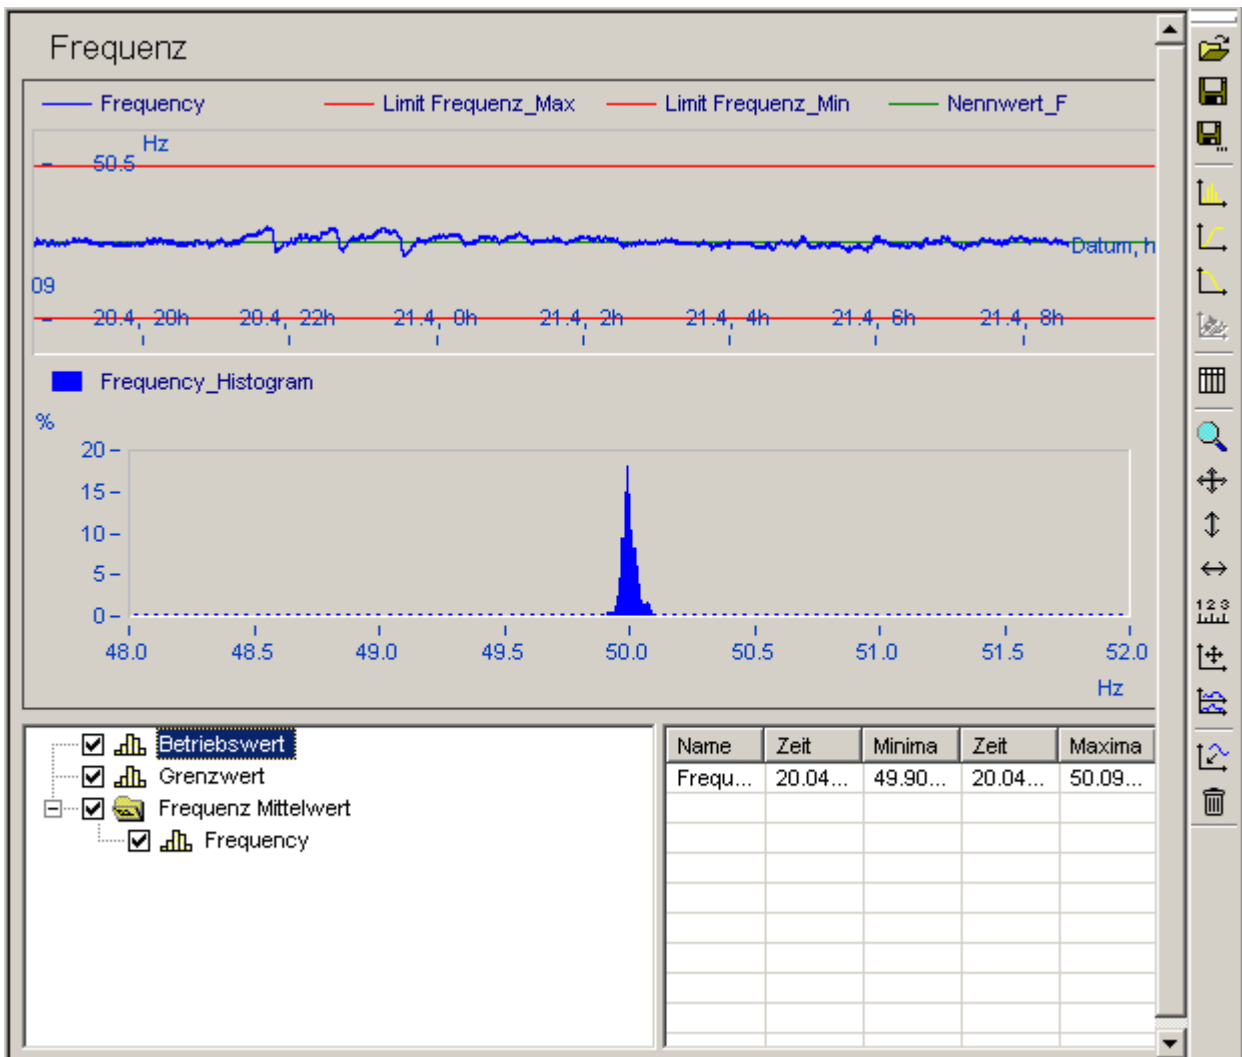 Frequenz
Frequency Limit Frequenz_Max Limit Frequenz_Min Nennwert_F
Hz
50.5
Datum, h
09
20.4, 20h 20.4, 22h 21.4, 0h 21.4, 2h 21.4, 4h 21.4, 6h 21.4, 8h
Frequency_Histogram
%
20
15
10
5
0
48.0 48.5 49.0 49.5 50.0 50.5 51.0 51.5 52.0
Hz
Betriebswert
Grenzwert
Frequenz Mittelwert
Frequency
Name Zeit Minima Zeit Maxima
Frequ... 20.04... 49.90... 20.04... 50.09...
1 2 3